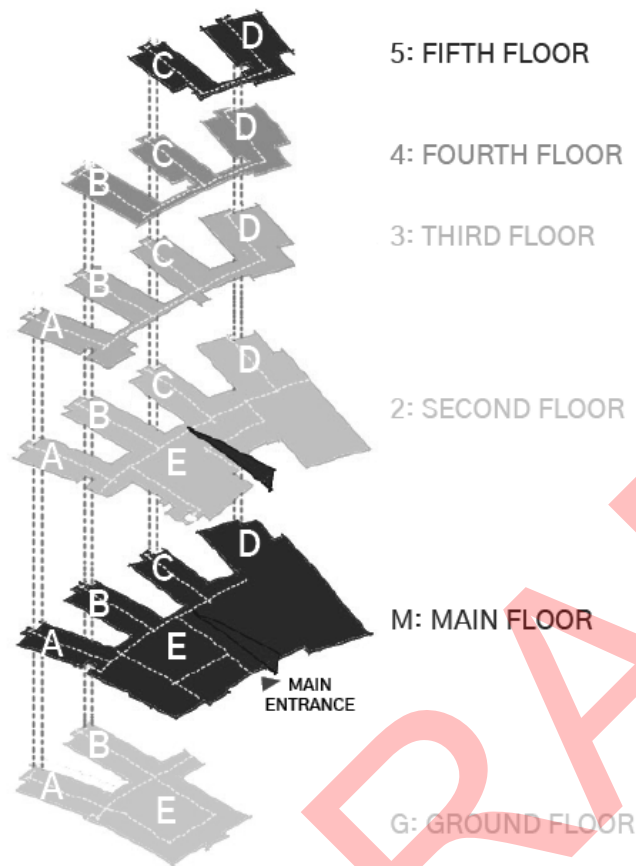 D
C
5: FIFTH FLOOR
D
C
B
4: FOURTH FLOOR
D
C
B
A
3: THIRD FLOOR
D
C
B
A
E
2: SECOND FLOOR
D
C
B
A
E
M: MAIN FLOOR
MAIN
ENTRANCE
B
A
E
G: GROUND FLOOR